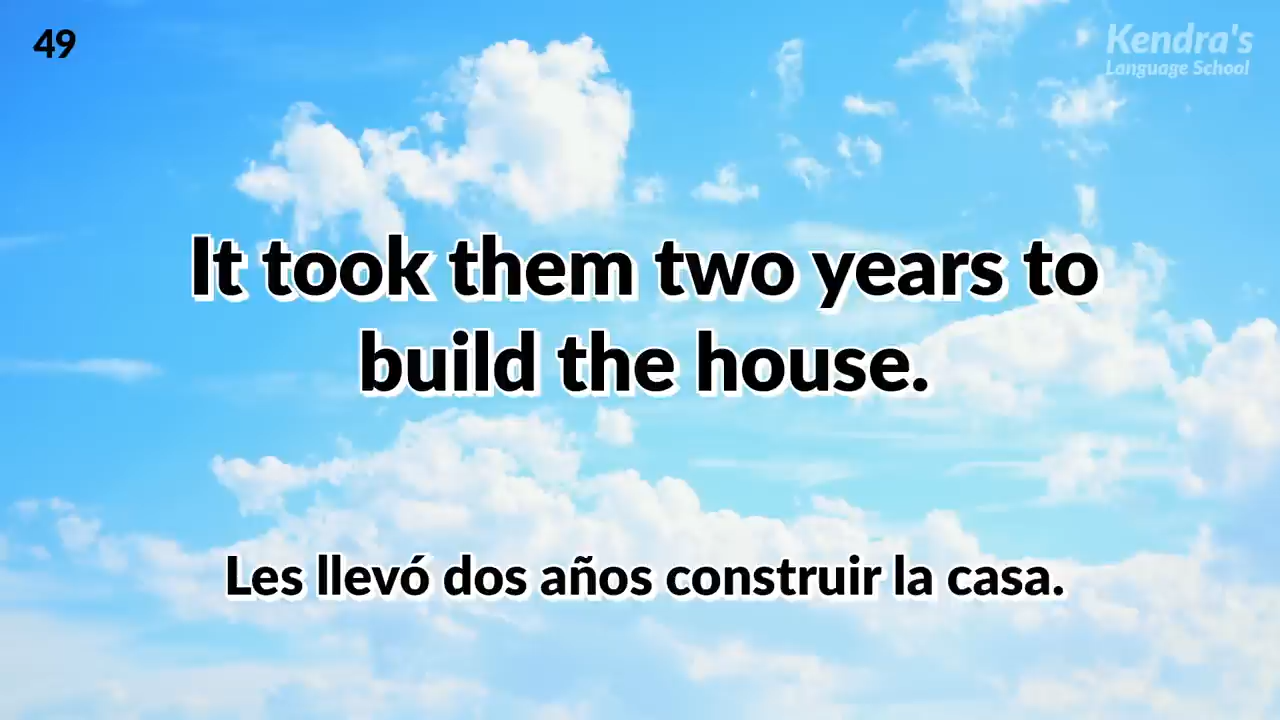 49
Kendra's
Language School
It took them two years to
build the house.
Les llevó dos años construir la casa.